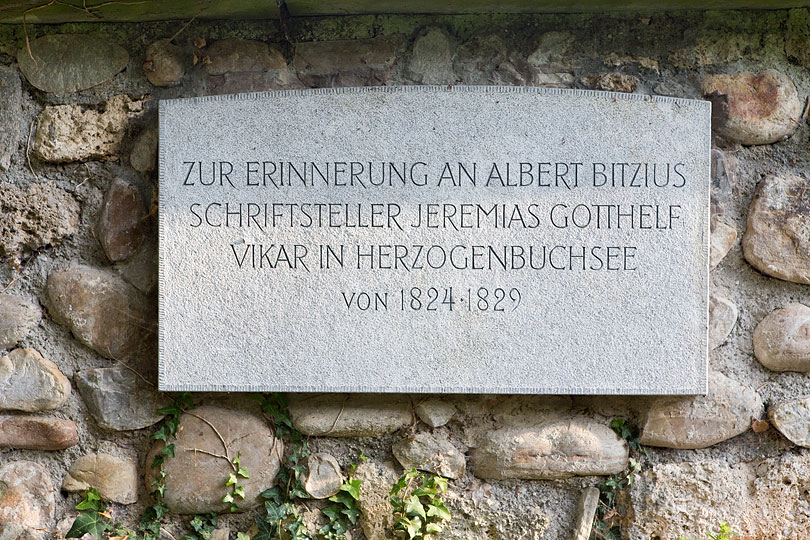 ZUR ERINNERUNG AN ALBERT BITZIUS
SCHRIFTSTELLER JEREMIAS GOTTHELF
VIKAR IN HERZOGENBUCHSEE
VON 1824·1829